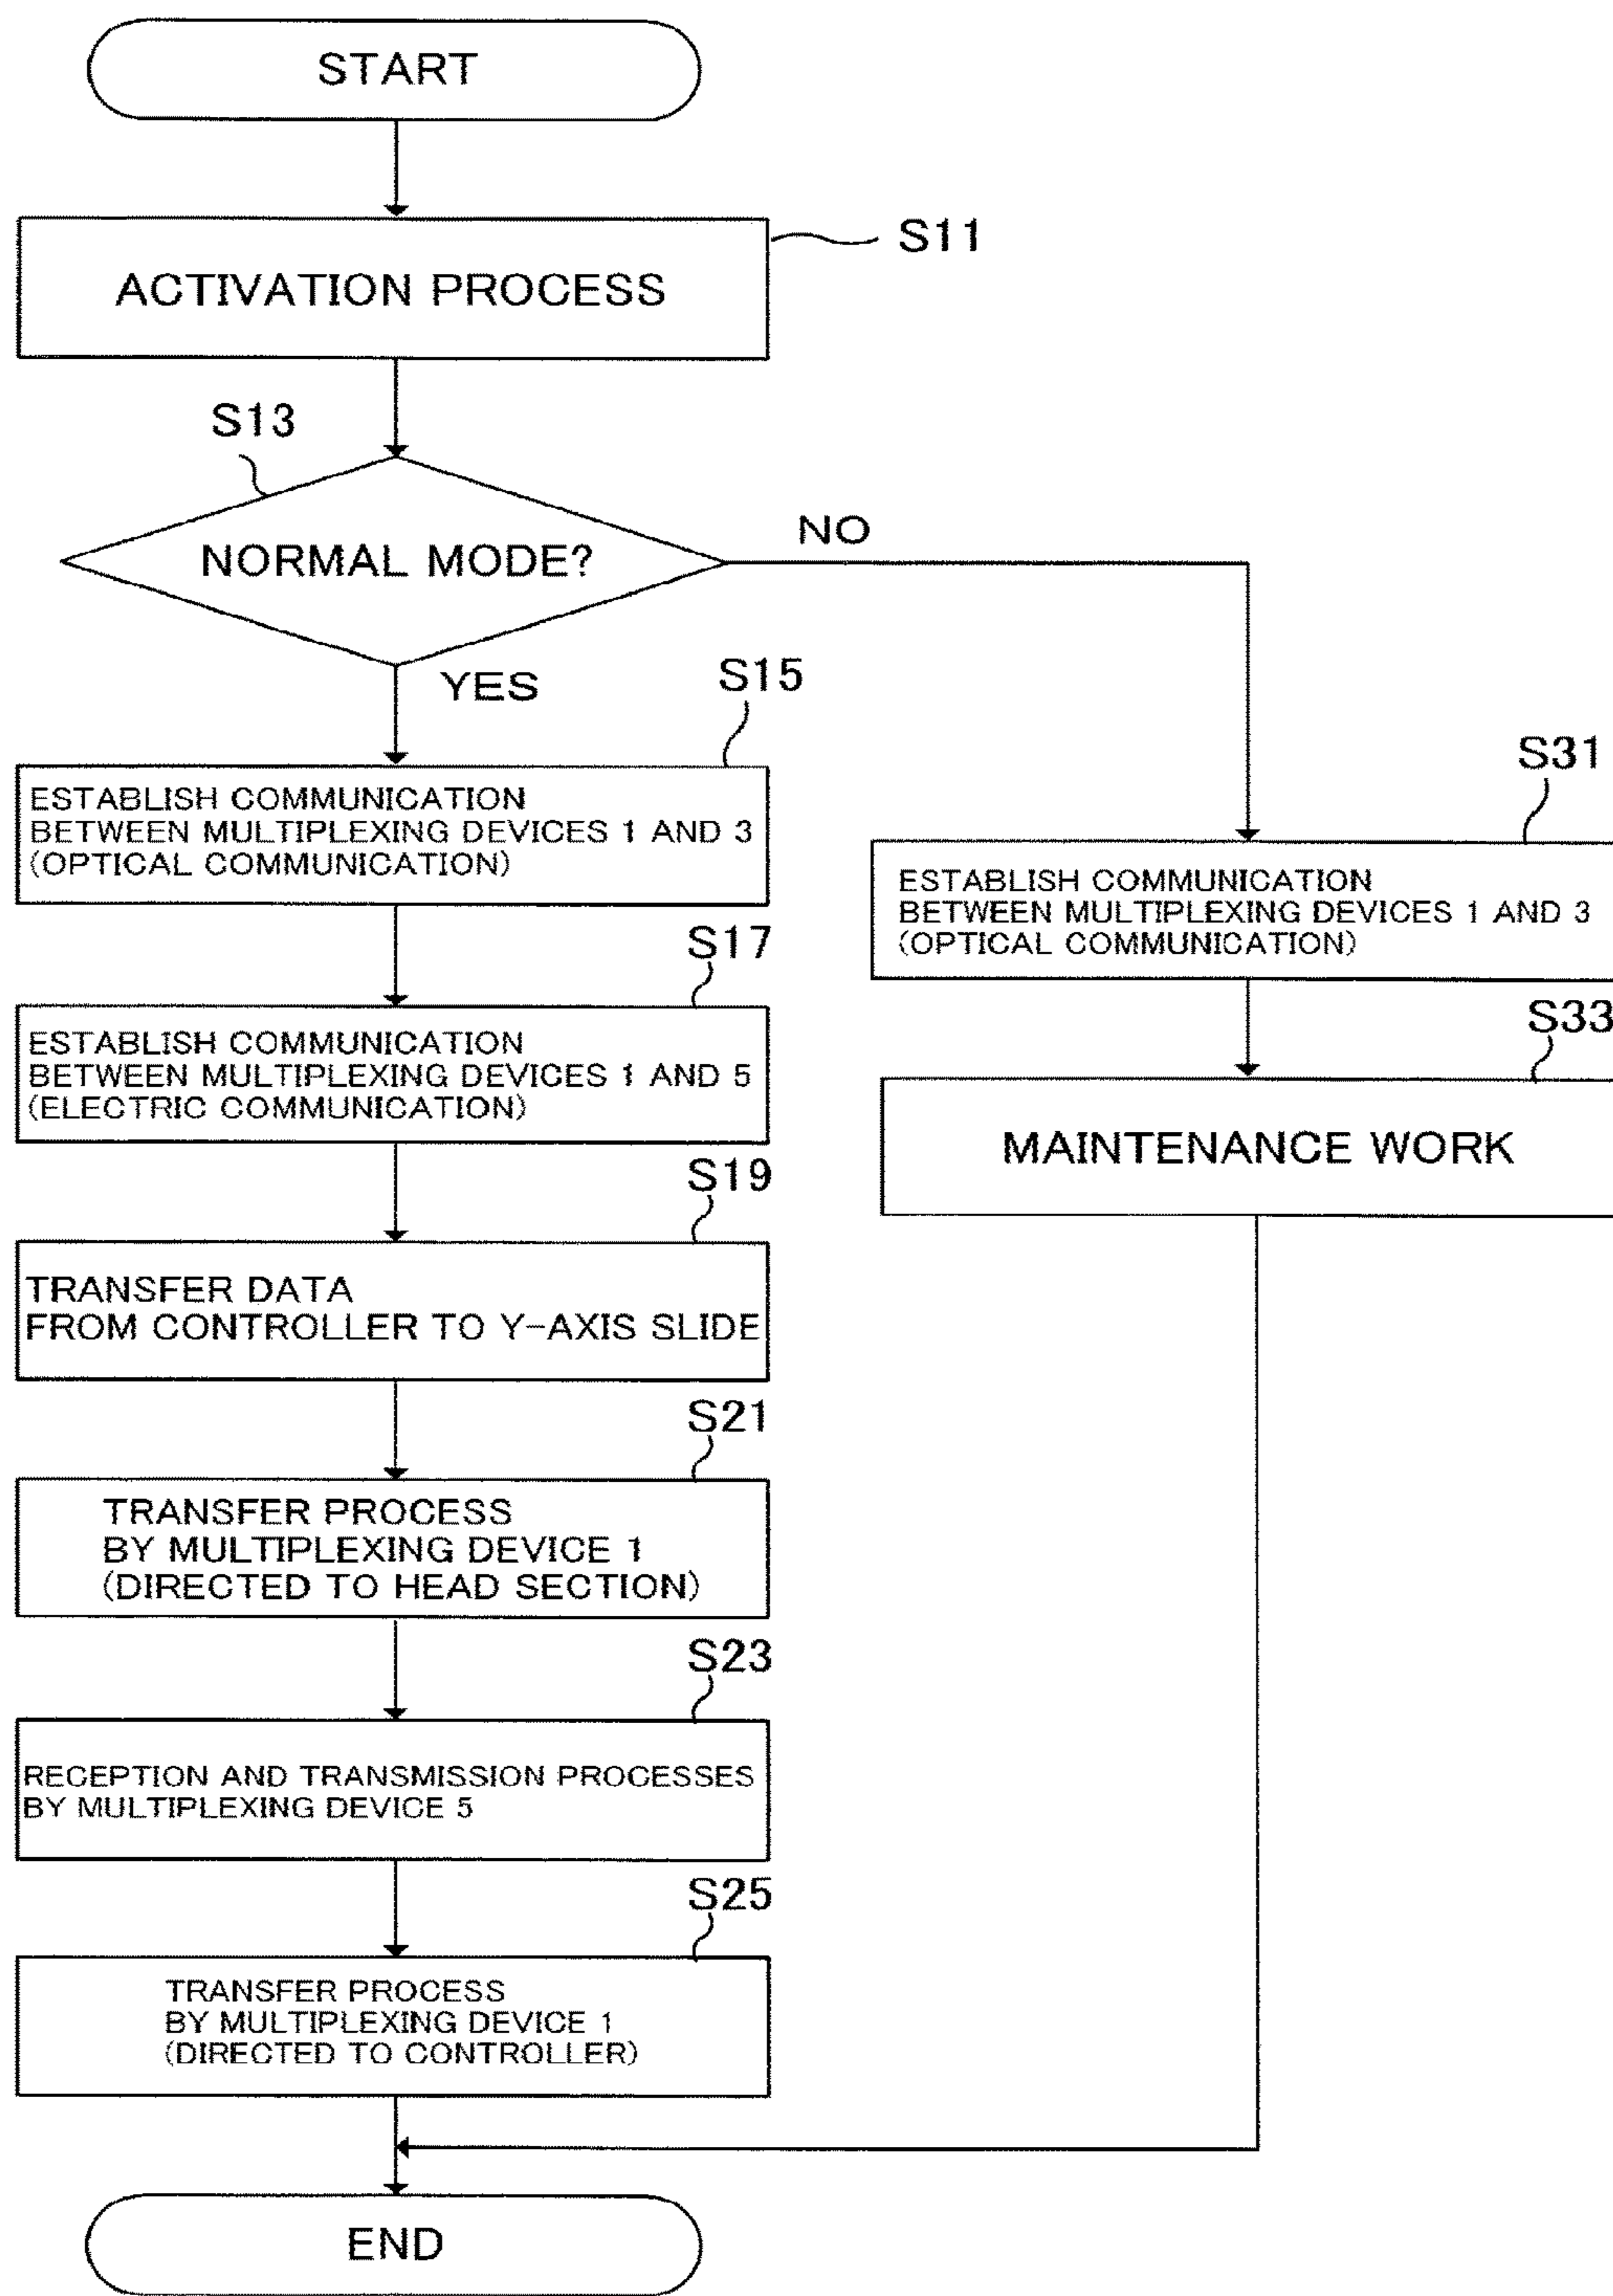 START
ACTIVATION PROCESS
S11
S13
NORMAL MODE?
NO
YES
S15
ESTABLISH COMMUNICATION
BETWEEN MULTIPLEXING DEVICES 1 AND 3
(OPTICAL COMMUNICATION)
S17
ESTABLISH COMMUNICATION
BETWEEN MULTIPLEXING DEVICES 1 AND 5
(ELECTRIC COMMUNICATION)
S19
TRANSFER DATA
FROM CONTROLLER TO Y-AXIS SLIDE
S21
TRANSFER PROCESS
BY MULTIPLEXING DEVICE 1
(DIRECTED TO HEAD SECTION)
S23
RECEPTION AND TRANSMISSION PROCESSES
BY MULTIPLEXING DEVICE 5
S25
TRANSFER PROCESS
BY MULTIPLEXING DEVICE 1
(DIRECTED TO CONTROLLER)
S31
ESTABLISH COMMUNICATION
BETWEEN MULTIPLEXING DEVICES 1 AND 3
(OPTICAL COMMUNICATION)
S33
MAINTENANCE WORK
END